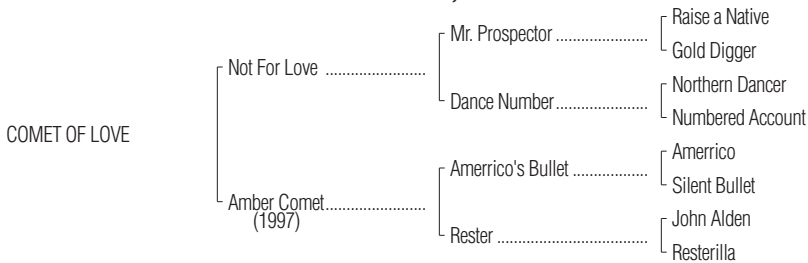 Raise a Native
Mr. Prospector ....................
Gold Digger
Not For Love .........................
Northern Dancer
Dance Number ....................
Numbered Account
COMET OF LOVE
Amerrico
Amerrico's Bullet ................
Silent Bullet
Amber Comet.........................
(1997)
John Alden
Rester ................................
Resterilla